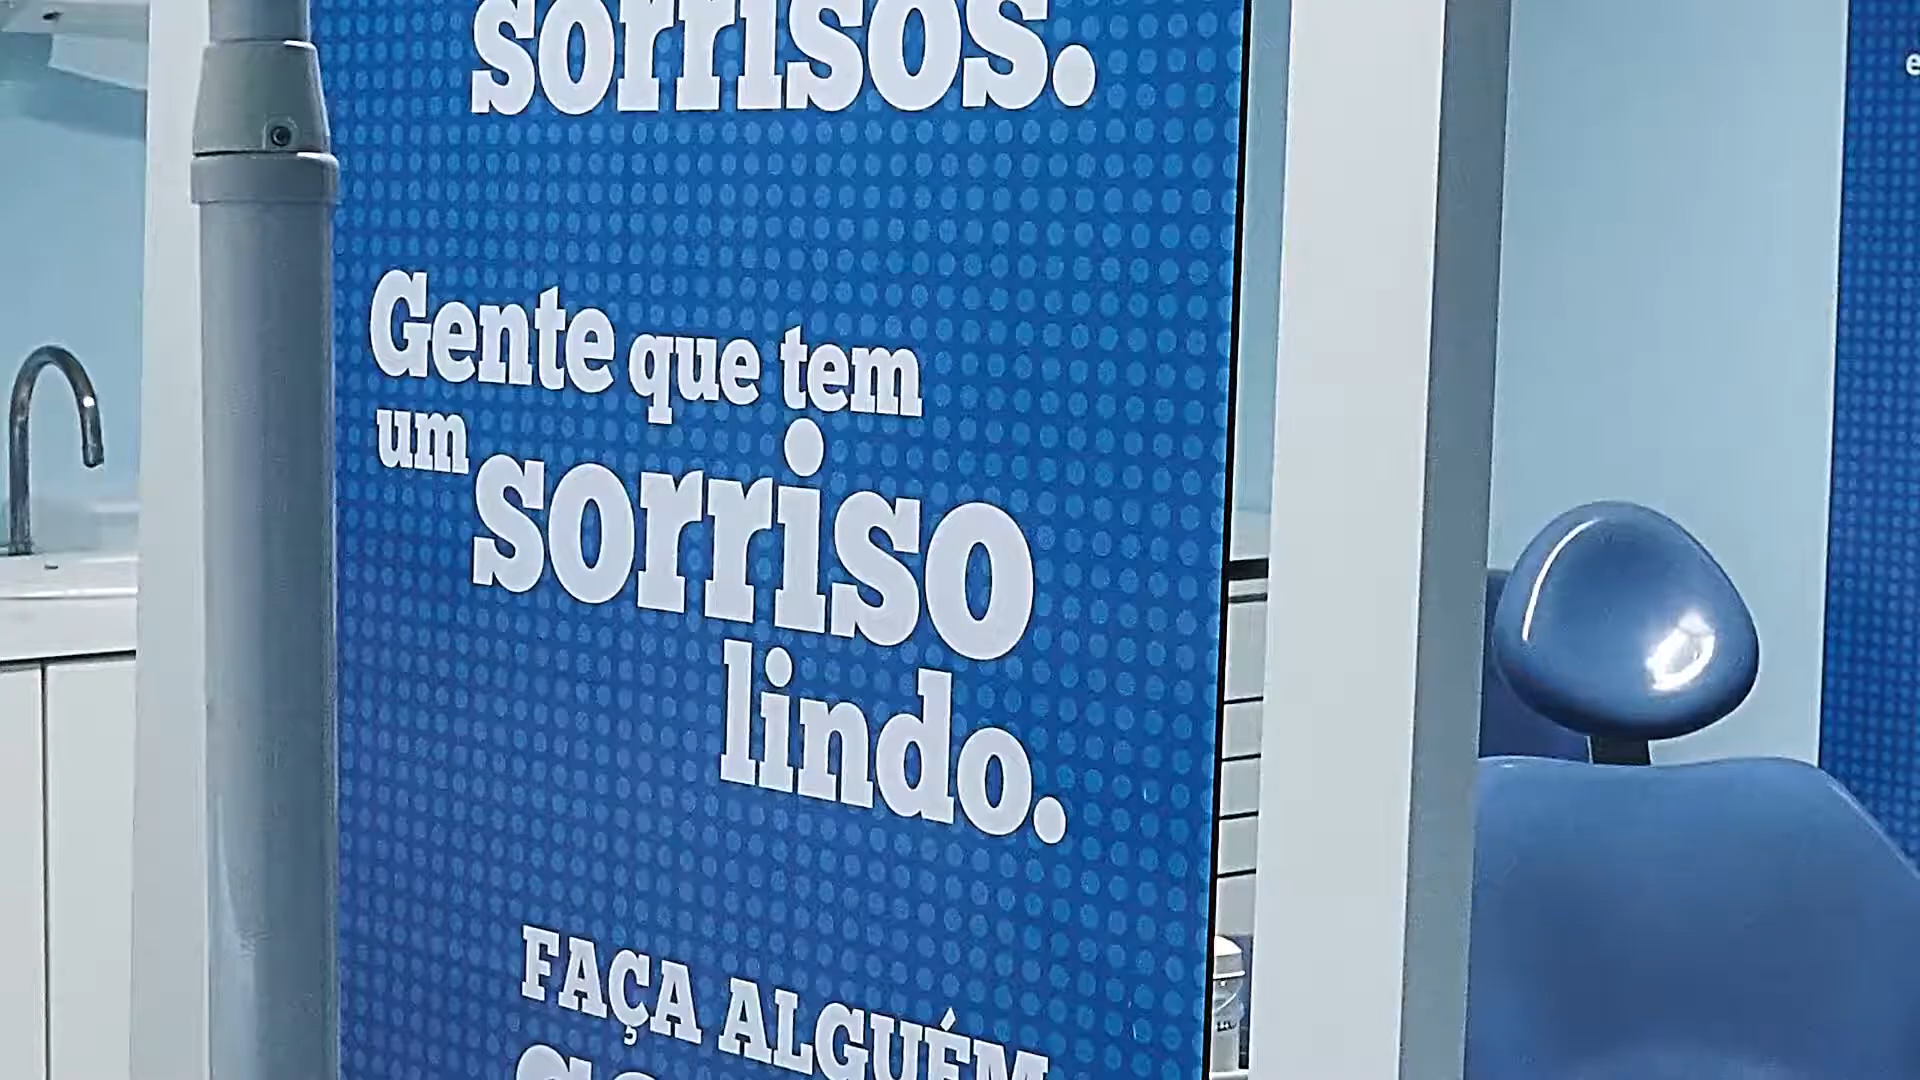 sorrisos.
Gente que tem
um sorriso
lindo.
FAÇA ALGUÉM